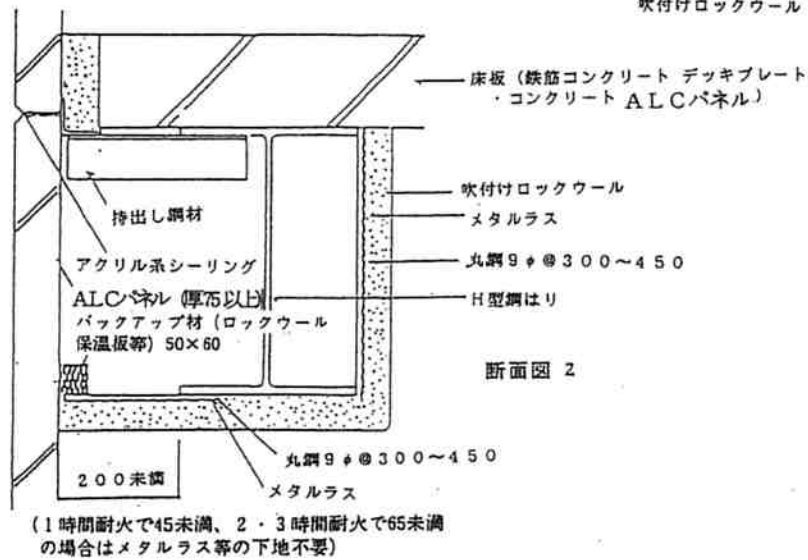 吹付けロックウール
床板（鉄筋コンクリート デッキプレート
・コンクリート ＡＬＣパネル）
吹付けロックウール
メタルラス
丸鋼９φ＠３００〜４５０
Ｈ型鋼はり
持出し鋼材
アクリル系シーリング
ＡＬＣパネル（厚75以上）
バックアップ材（ロックウール
保温板等）50×60
断面図 2
丸鋼９φ＠３００〜４５０
メタルラス
２００未満
（１時間耐火で45未満、２・３時間耐火で65未満
の場合はメタルラス等の下地不要）